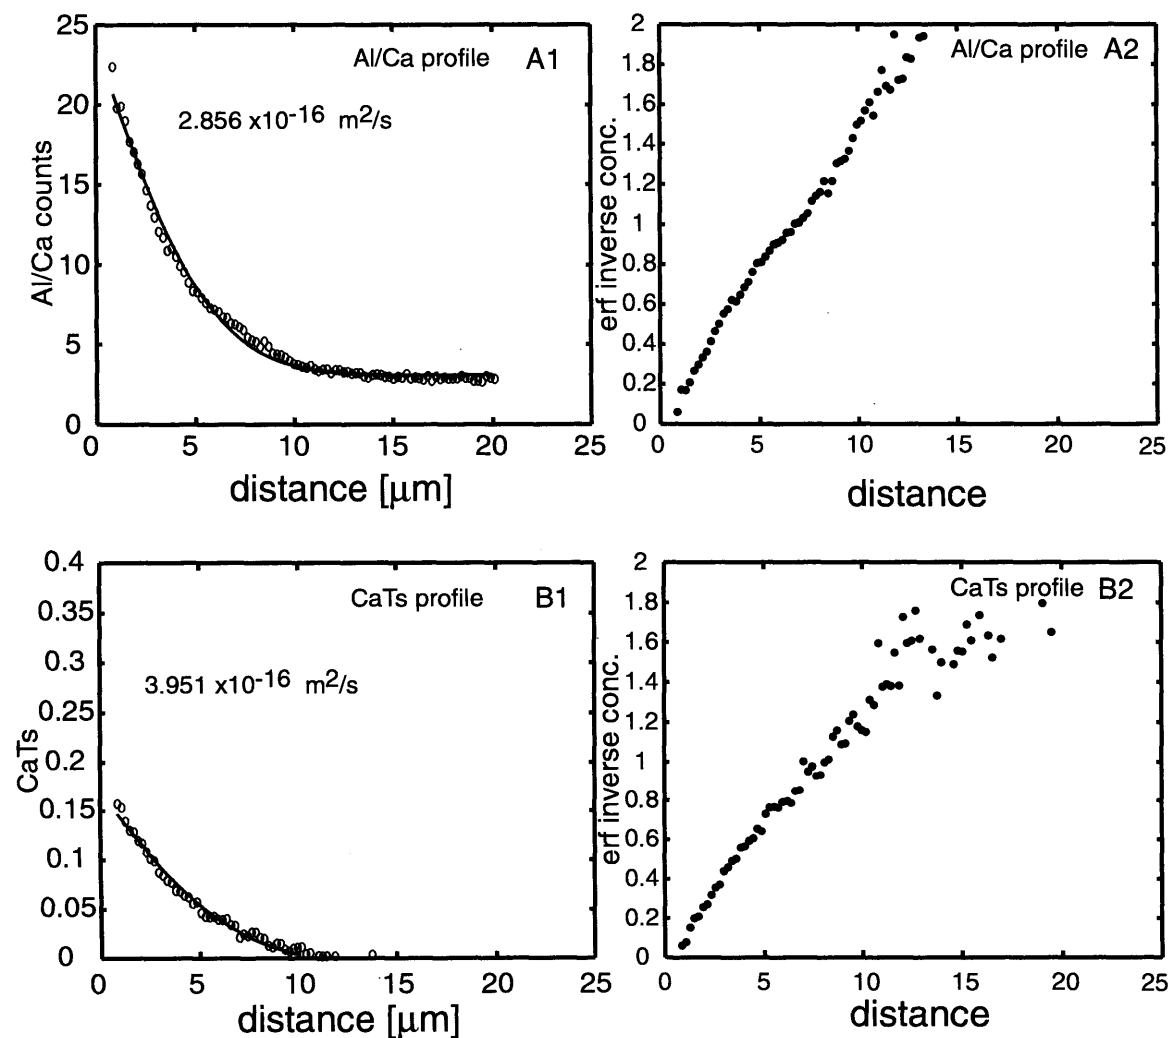 Al/Ca profile A1
2.856 x10-16 m2/s
Al/Ca counts
25
20
15
10
5
0
0 5 10 15 20 25
distance [μm]
Al/Ca profile A2
erf inverse conc.
2
1.8
1.6
1.4
1.2
1
0.8
0.6
0.4
0.2
0
0 5 10 15 20 25
distance
CaTs profile B1
3.951 x10-16 m2/s
CaTs
0.4
0.35
0.3
0.25
0.2
0.15
0.1
0.05
0
0 5 10 15 20 25
distance [μm]
CaTs profile B2
erf inverse conc.
2
1.8
1.6
1.4
1.2
1
0.8
0.6
0.4
0.2
0
0 5 10 15 20 25
distance